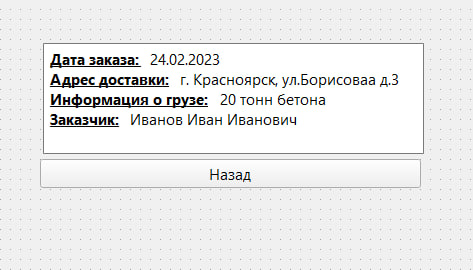 Дата заказа: 24.02.2023
Адрес доставки: г. Красноярск, ул.Борисоваа д.3
Информация о грузе: 20 тонн бетона
Заказчик: Иванов Иван Иванович
Назад